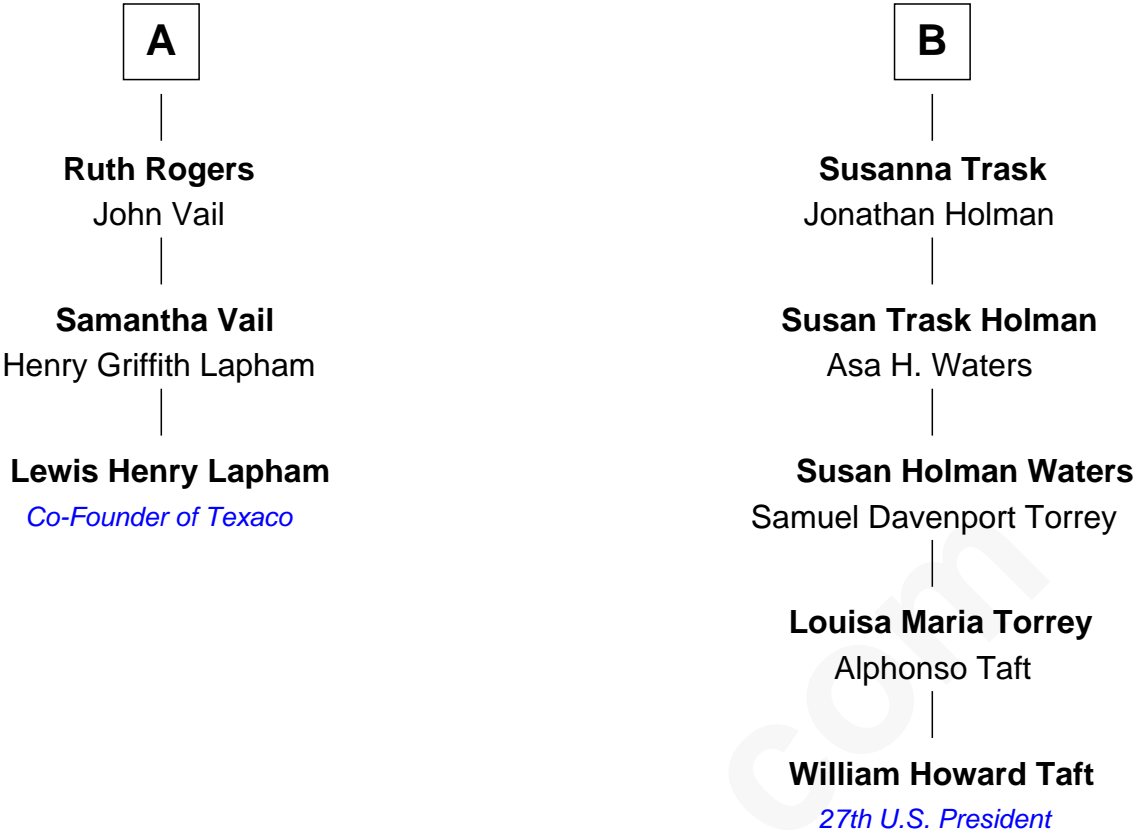 A
Ruth Rogers
John Vail
Samantha Vail
Henry Griffith Lapham
Lewis Henry Lapham
Co-Founder of Texaco
B
Susanna Trask
Jonathan Holman
Susan Trask Holman
Asa H. Waters
Susan Holman Waters
Samuel Davenport Torrey
Louisa Maria Torrey
Alphonso Taft
William Howard Taft
27th U.S. President
com